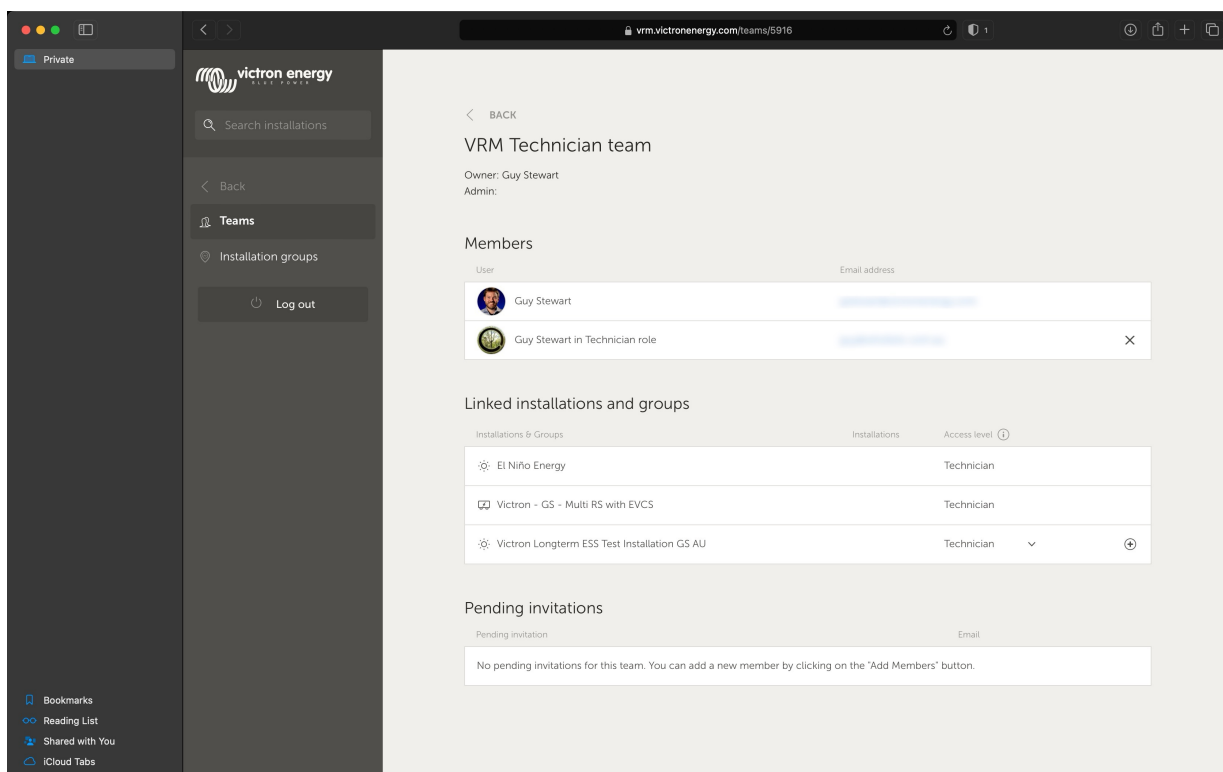 Private
vrm.victronenergy.com/teams/5916
1
victron energy
BLUE POWER
Search installations
Back
Teams
Installation groups
Log out
BACK
VRM Technician team
Owner: Guy Stewart
Admin:
Members
User Email address
Guy Stewart
Guy Stewart in Technician role
Linked installations and groups
Installations & Groups Installations Access level
El Niño Energy Technician
Victron - GS - Multi RS with EVCS Technician
Victron Longterm ESS Test Installation GS AU Technician
Pending invitations
Pending invitation Email
No pending invitations for this team. You can add a new member by clicking on the "Add Members" button.
Bookmarks
Reading List
Shared with You
iCloud Tabs